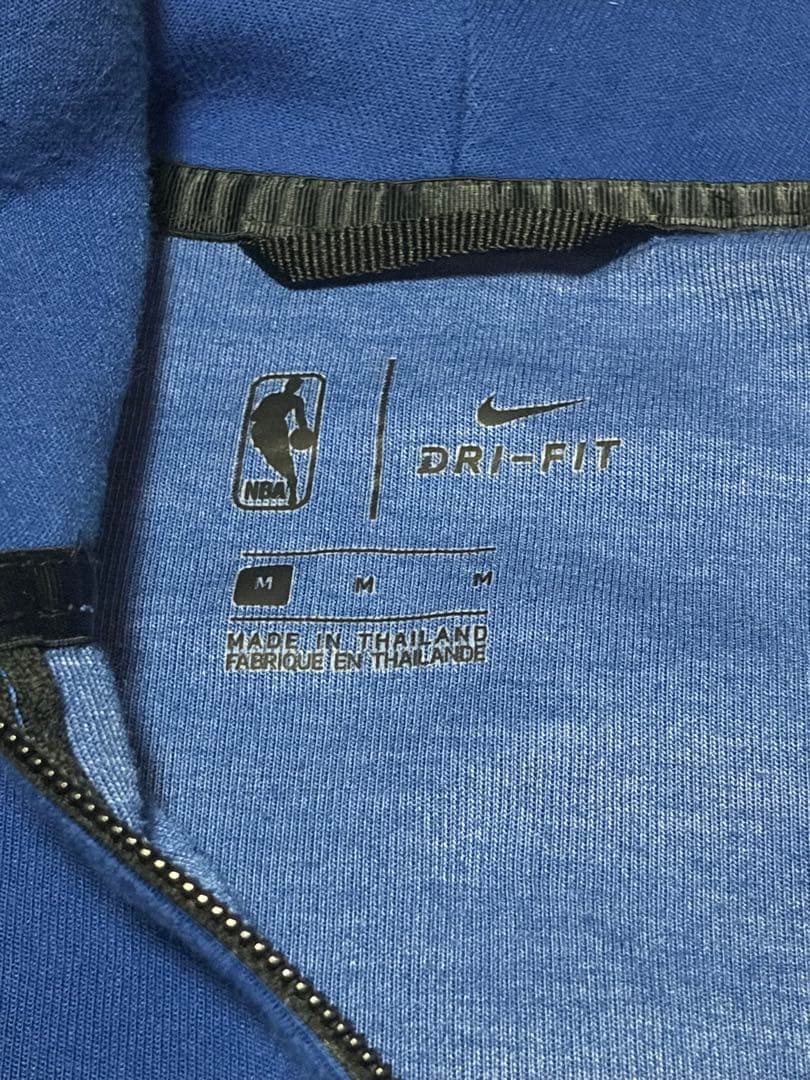 NBA
DRI-FIT
M M M
MADE IN THAILAND
FABRIQUE EN THAILANDE